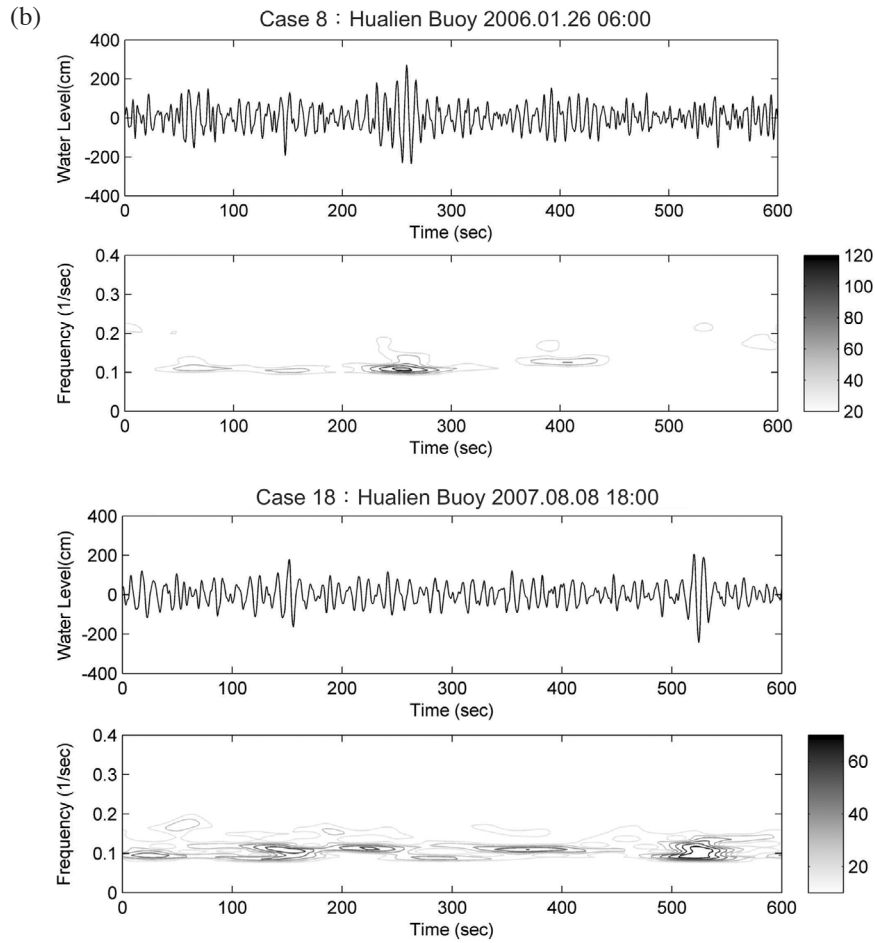 (b)
Case 8：Hualien Buoy 2006.01.26 06:00
400
200
0
-200
-400
Water Level(cm)
0 100 200 300 400 500 600
Time (sec)
0.4
0.3
0.2
0.1
0
Frequency (1/sec)
0 100 200 300 400 500 600
Time (sec)
120
100
80
60
40
20
Case 18：Hualien Buoy 2007.08.08 18:00
400
200
0
-200
-400
Water Level(cm)
0 100 200 300 400 500 600
Time (sec)
0.4
0.3
0.2
0.1
0
Frequency (1/sec)
0 100 200 300 400 500 600
Time (sec)
60
40
20